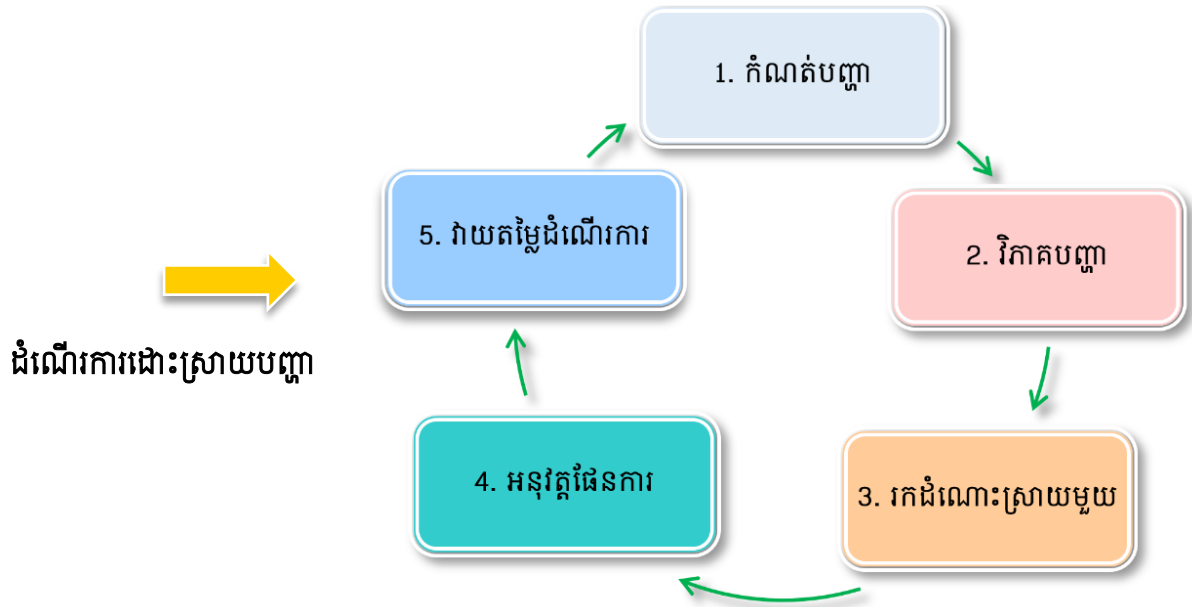 1. កំណត់បញ្ហា
5. វាយតម្លៃដំណើរការ
2. វិភាគបញ្ហា
ដំណើរការដោះស្រាយបញ្ហា
4. អនុវត្តផែនការ
3. រកដំណោះស្រាយមួយ